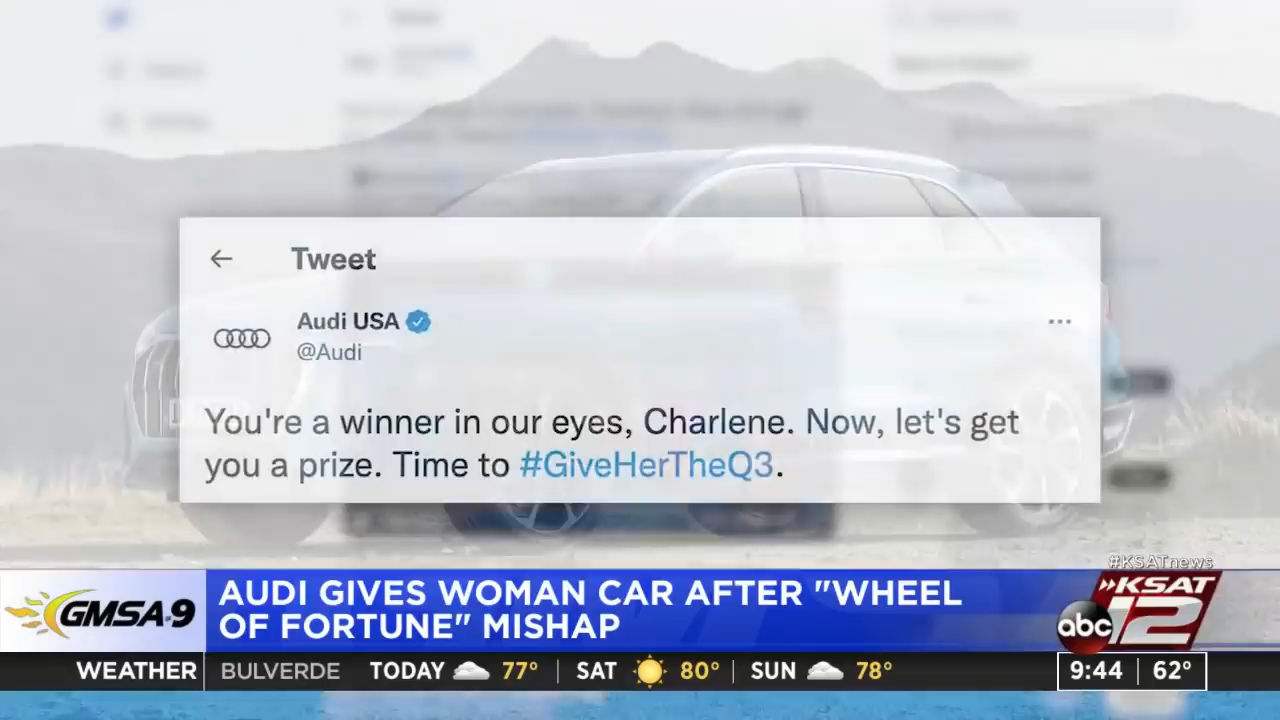 Tweet
Audi USA
@Audi
You're a winner in our eyes, Charlene. Now, let's get
you a prize. Time to #GiveHerTheQ3.
#KSATnews
GMSA@9
AUDI GIVES WOMAN CAR AFTER "WHEEL
OF FORTUNE" MISHAP
KSAT
abc 12
WEATHER BULVERDE TODAY 77° SAT 80° SUN 78° 9:44 62°